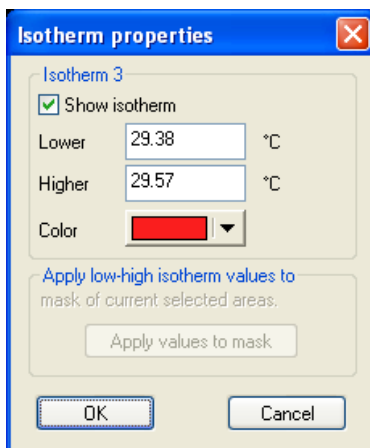 Isotherm properties
Isotherm 3
Show isotherm
Lower 29.38 °C
Higher 29.57 °C
Color
Apply low-high isotherm values to
mask of current selected areas.
Apply values to mask
OK Cancel